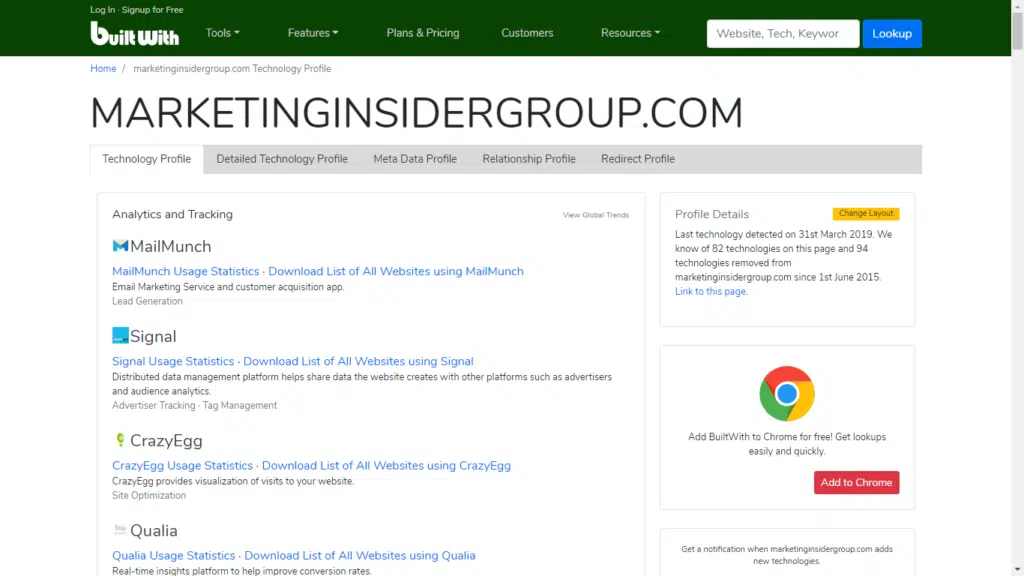 Log In · Signup for Free
Built With
Tools
Features
Plans & Pricing
Customers
Resources
Website, Tech, Keywor
Lookup
Home / marketinginsidergroup.com Technology Profile
MARKETINGINSIDERGROUP.COM
Technology Profile
Detailed Technology Profile
Meta Data Profile
Relationship Profile
Redirect Profile
Analytics and Tracking
View Global Trends
MailMunch
MailMunch Usage Statistics · Download List of All Websites using MailMunch
Email Marketing Service and customer acquisition app.
Lead Generation
Signal
Signal Usage Statistics · Download List of All Websites using Signal
Distributed data management platform helps share data the website creates with other platforms such as advertisers
and audience analytics.
Advertiser Tracking · Tag Management
CrazyEgg
CrazyEgg Usage Statistics · Download List of All Websites using CrazyEgg
CrazyEgg provides visualization of visits to your website.
Site Optimization
Qualia
Qualia Usage Statistics · Download List of All Websites using Qualia
Real-time insights platform to help improve conversion rates.
Profile Details
Change Layout
Last technology detected on 31st March 2019. We
know of 82 technologies on this page and 94
technologies removed from
marketinginsidergroup.com since 1st June 2015.
Link to this page.
Add BuiltWith to Chrome for free! Get lookups
easily and quickly.
Add to Chrome
Get a notification when marketinginsidergroup.com adds
new technologies.